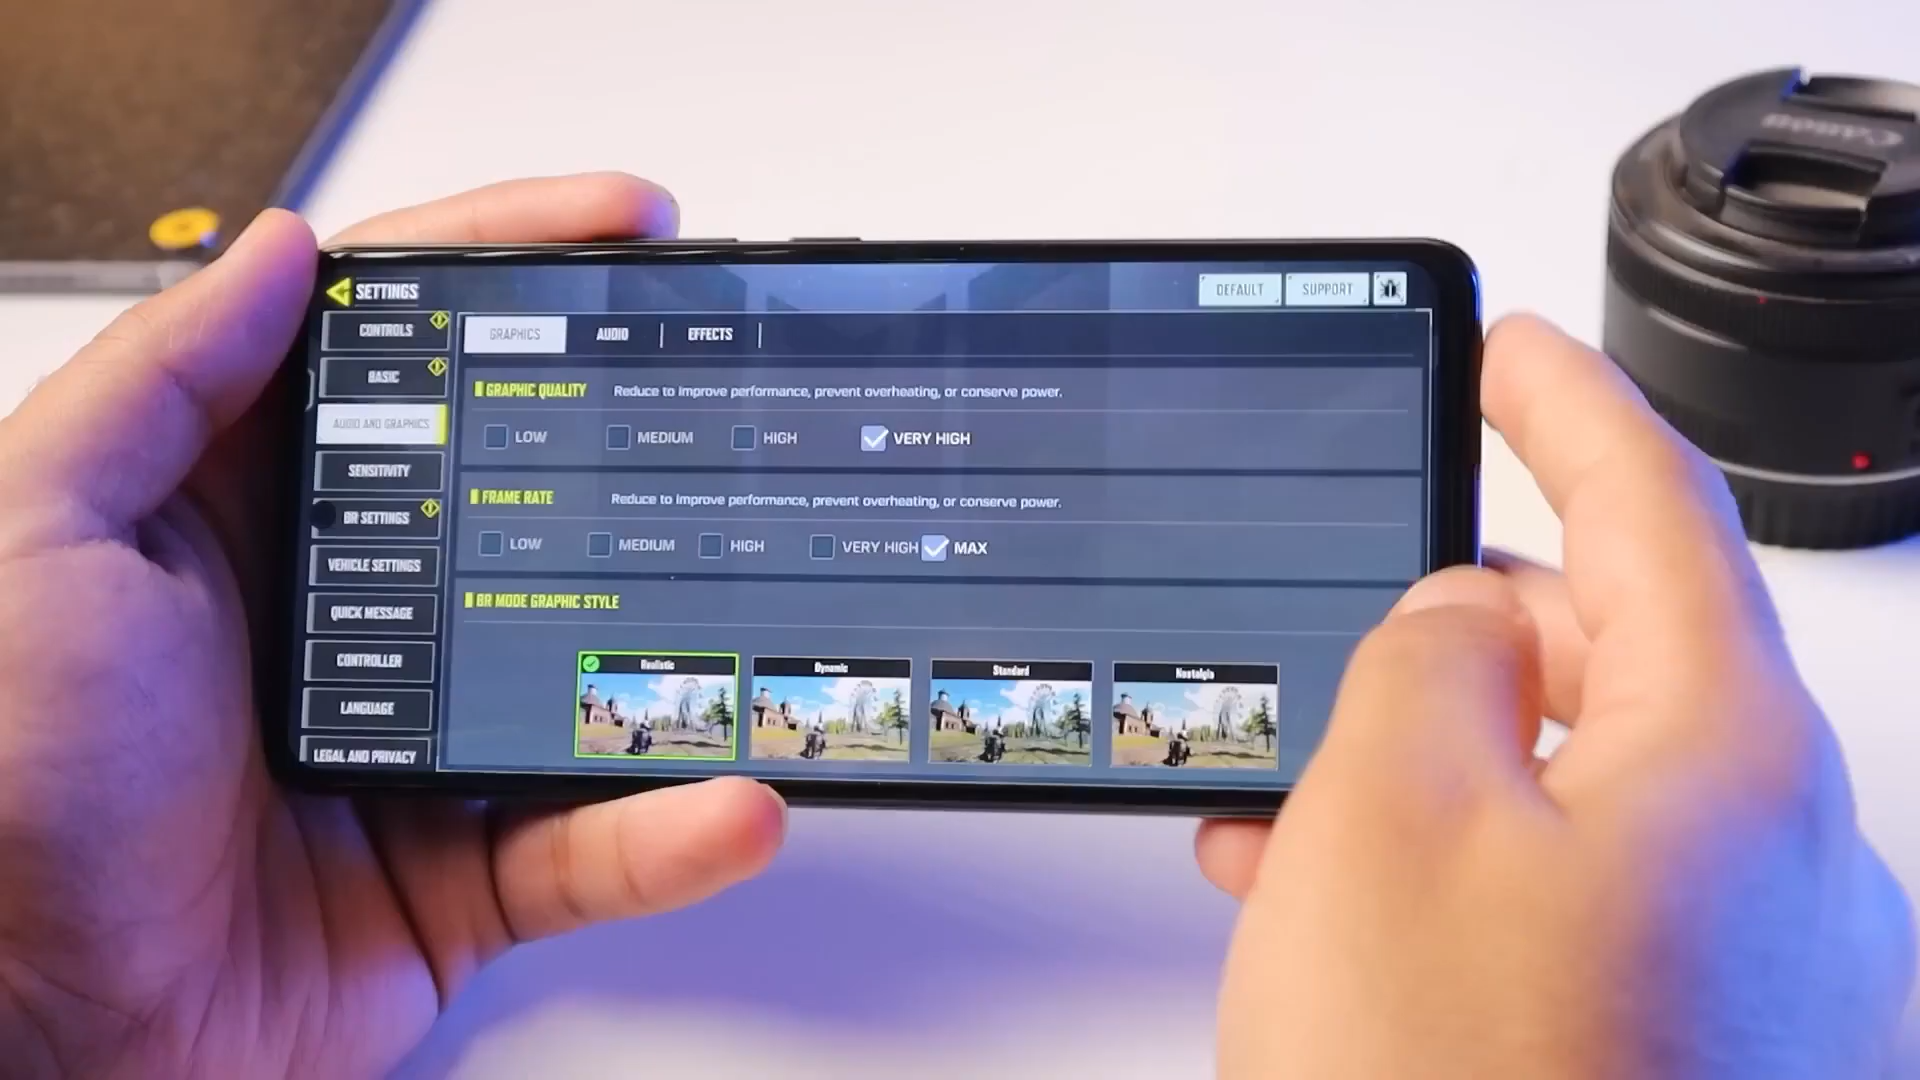 SETTINGS
DEFAULT
SUPPORT
CONTROLS
BASIC
AUDIO AND GRAPHICS
SENSITIVITY
BR SETTINGS
VEHICLE SETTINGS
QUICK MESSAGE
CONTROLLER
LANGUAGE
LEGAL AND PRIVACY
GRAPHICS
AUDIO
EFFECTS
GRAPHIC QUALITY
Reduce to improve performance, prevent overheating, or conserve power.
LOW
MEDIUM
HIGH
VERY HIGH
FRAME RATE
Reduce to improve performance, prevent overheating, or conserve power.
LOW
MEDIUM
HIGH
VERY HIGH
MAX
BR MODE GRAPHIC STYLE
Realistic
Dynamic
Standard
Nostalgia
Canon